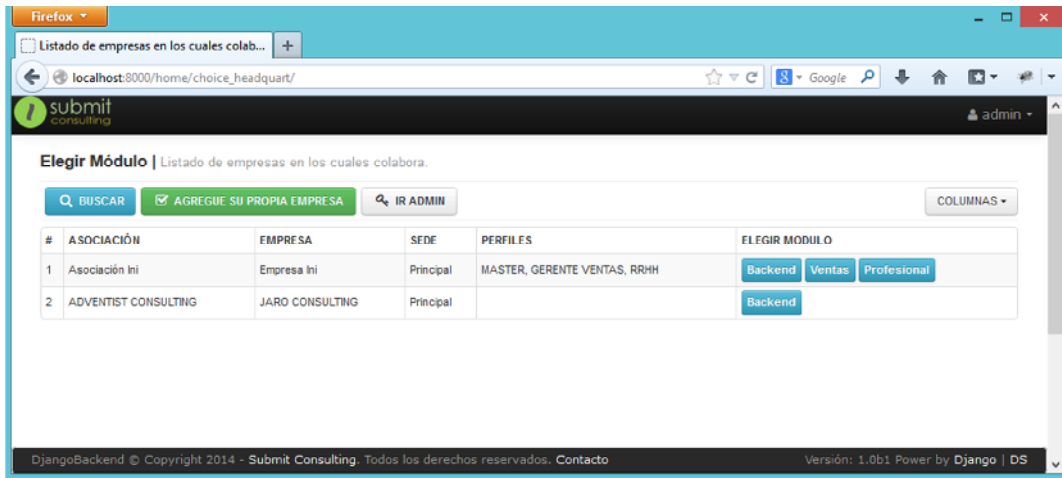 Firefox
Listado de empresas en los cuales colab...
localhost:8000/home/choice_headquart/
8 Google
submit
consulting
admin
Elegir Módulo | Listado de empresas en los cuales colabora.
BUSCAR AGREGUE SU PROPIA EMPRESA IR ADMIN COLUMNAS
# ASOCIACIÓN EMPRESA SEDE PERFILES ELEGIR MODULO
1 Asociación Ini Empresa Ini Principal MASTER, GERENTE VENTAS, RRHH Backend Ventas Profesional
2 ADVENTIST CONSULTING JARO CONSULTING Principal Backend
DjangoBackend © Copyright 2014 - Submit Consulting. Todos los derechos reservados. Contacto Versión: 1.0b1 Power by Django | DS